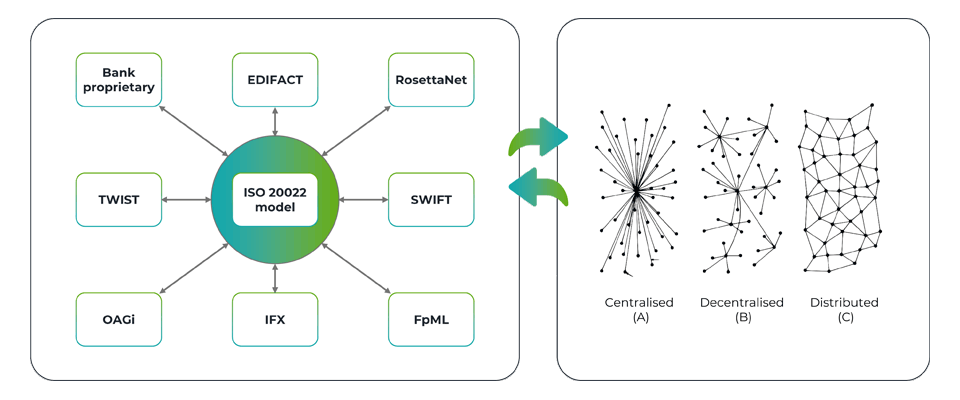 Bank
proprietary
EDIFACT
RosettaNet
TWIST
ISO 20022
model
SWIFT
OAGi
IFX
FpML
Centralised
(A)
Decentralised
(B)
Distributed
(C)